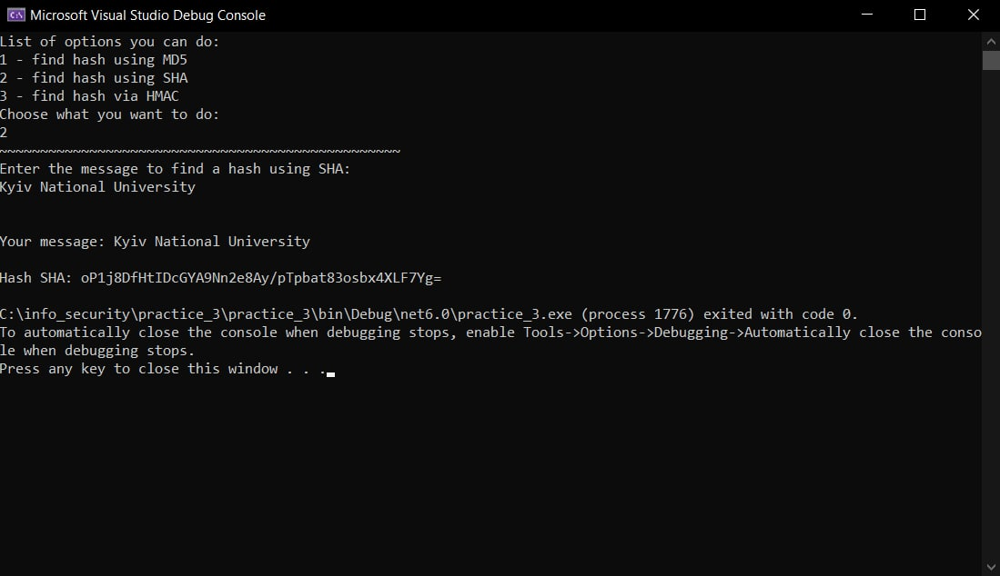 Microsoft Visual Studio Debug Console
List of options you can do:
1 - find hash using MD5
2 - find hash using SHA
3 - find hash via HMAC
Choose what you want to do:
2
~~~~~~~~~~~~~~~~~~~~~~~~~~~~~~~~~~~~~~~~~~~~~~~~~
Enter the message to find a hash using SHA:
Kyiv National University
Your message: Kyiv National University
Hash SHA: oP1j8DfHtIDcGYA9Nn2e8Ay/pTpbat83osbx4XLF7Yg=
C:\info_security\practice_3\practice_3\bin\Debug\net6.0\practice_3.exe (process 1776) exited with code 0.
To automatically close the console when debugging stops, enable Tools->Options->Debugging->Automatically close the conso
le when debugging stops.
Press any key to close this window . . .